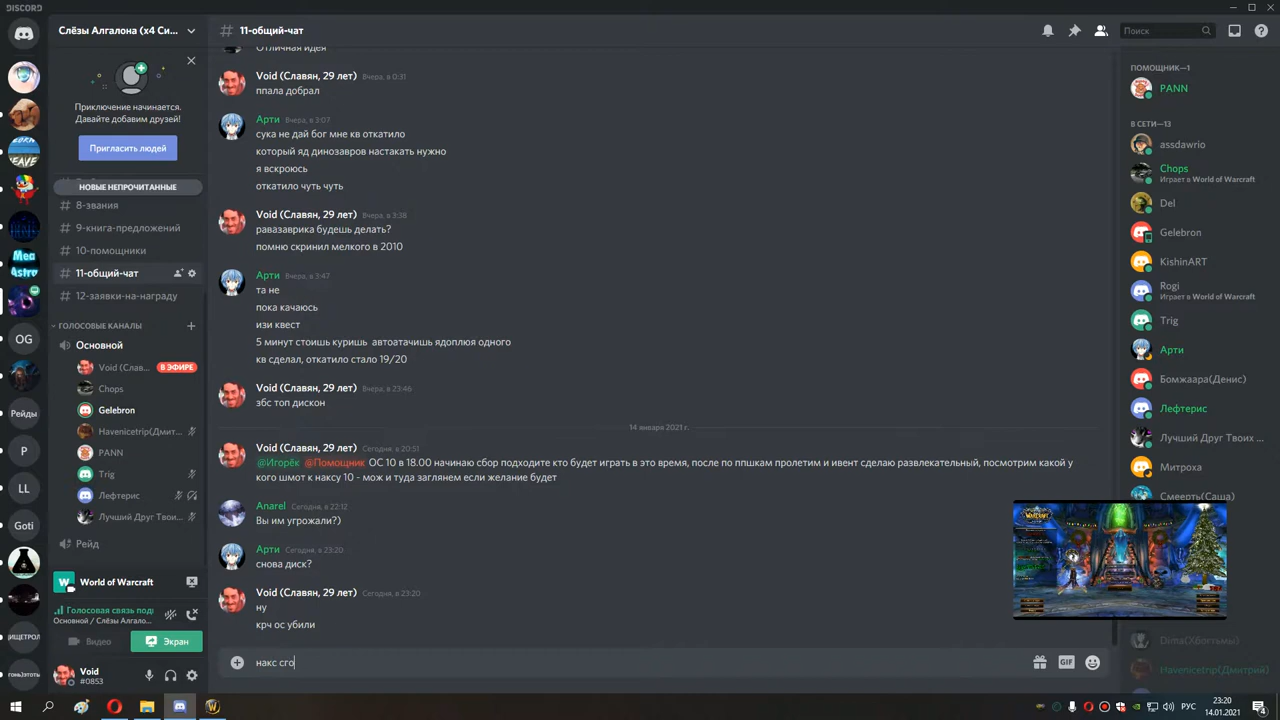 DISCORD
Слёзы Алгалона (x4 Си...
Приключение начинается.
Давайте добавим друзей!
Пригласить людей
НОВЫЕ НЕПРОЧИТАННЫЕ
8-звания
9-книга-предложений
10-помощники
11-общий-чат
12-заявки-на-награду
ГОЛОСОВЫЕ КАНАЛЫ
Основной
Void (Слав... В ЭФИРЕ
Chops
Gelebron
Havenicetrip(Дмит...
PANN
Trig
Лефтерис
Лучший Друг Твои...
Рейд
World of Warcraft
Голосовая связь подı
Основной / Слёзы Алгало...
Видео
Экран
Void
#0853
OG
Рейды
P
LL
Goti
Mea
Astro
11-общий-чат
Поиск
Отличная идея
Void (Славян, 29 лет) Вчера, в 0:31
ппала добрал
Арти Вчера, в 3:07
сука не дай бог мне кв откатило
который яд динозавров настакать нужно
я вскроюсь
откатило чуть чуть
Void (Славян, 29 лет) Вчера, в 3:38
равазаврика будешь делать?
помню скринил мелкого в 2010
Арти Вчера, в 3:47
та не
пока качаюсь
изи квест
5 минут стоишь куришь автоатачишь ядоплюя одного
кв сделал, откатило стало 19/20
Void (Славян, 29 лет) Вчера, в 23:46
збс топ дискон
14 января 2021 г.
Void (Славян, 29 лет) Сегодня, в 20:51
@Игорёк @Помощник ОС 10 в 18.00 начинаю сбор подходите кто будет играть в это время, после по ппшкам пролетим и ивент сделаю развлекательный, посмотрим какой у
кого шмот к наксу 10 - мож и туда заглянем если желание будет
Anarel Сегодня, в 22:12
Вы им угрожали?)
Арти Сегодня, в 23:20
снова диск?
Void (Славян, 29 лет) Сегодня, в 23:20
ну
крч ос убили
накс сго
GIF
ПОМОЩНИК—1
PANN
В СЕТИ—13
assdawrio
Chops
Играет в World of Warcraft
Del
Gelebron
KishinART
Rogi
Играет в World of Warcraft
Trig
Артия
Бомжаара(Денис)
Лефтерис
Лучший Друг Твоих ...
Митроха
Смеерть(Саша)
Havenicetrip(Дмитрий)
РУС
23:20
14.01.2021